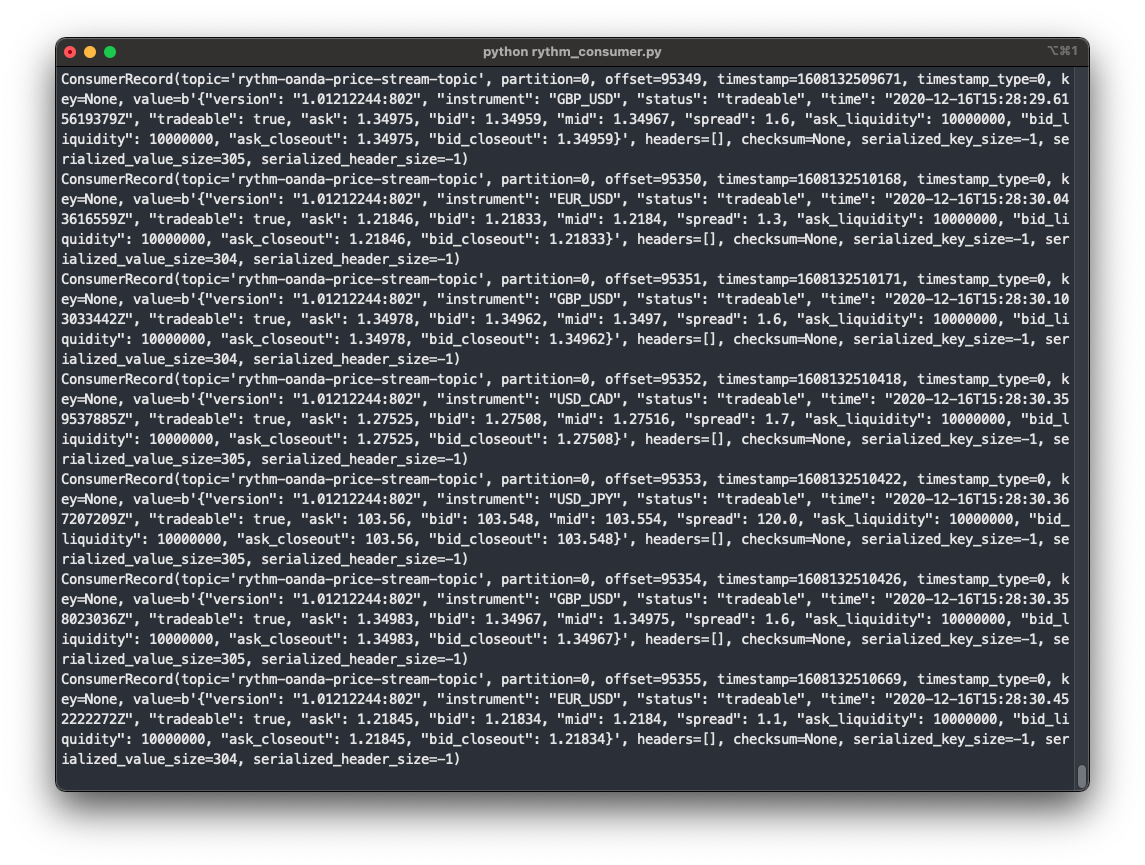 python rythm_consumer.py
⌥⌘1
ConsumerRecord(topic='rythm-oanda-price-stream-topic', partition=0, offset=95349, timestamp=1608132509671, timestamp_type=0, k
ey=None, value=b'{"version": "1.01212244:802", "instrument": "GBP_USD", "status": "tradeable", "time": "2020-12-16T15:28:29.61
5619379Z", "tradeable": true, "ask": 1.34975, "bid": 1.34959, "mid": 1.34967, "spread": 1.6, "ask_liquidity": 10000000, "bid_l
iquidity": 10000000, "ask_closeout": 1.34975, "bid_closeout": 1.34959}', headers=[], checksum=None, serialized_key_size=-1, se
rialized_value_size=305, serialized_header_size=-1)
ConsumerRecord(topic='rythm-oanda-price-stream-topic', partition=0, offset=95350, timestamp=1608132510168, timestamp_type=0, k
ey=None, value=b'{"version": "1.01212244:802", "instrument": "EUR_USD", "status": "tradeable", "time": "2020-12-16T15:28:30.04
3616559Z", "tradeable": true, "ask": 1.21846, "bid": 1.21833, "mid": 1.2184, "spread": 1.3, "ask_liquidity": 10000000, "bid_li
quidity": 10000000, "ask_closeout": 1.21846, "bid_closeout": 1.21833}', headers=[], checksum=None, serialized_key_size=-1, ser
ialized_value_size=304, serialized_header_size=-1)
ConsumerRecord(topic='rythm-oanda-price-stream-topic', partition=0, offset=95351, timestamp=1608132510171, timestamp_type=0, k
ey=None, value=b'{"version": "1.01212244:802", "instrument": "GBP_USD", "status": "tradeable", "time": "2020-12-16T15:28:30.10
3033442Z", "tradeable": true, "ask": 1.34978, "bid": 1.34962, "mid": 1.3497, "spread": 1.6, "ask_liquidity": 10000000, "bid_li
quidity": 10000000, "ask_closeout": 1.34978, "bid_closeout": 1.34962}', headers=[], checksum=None, serialized_key_size=-1, ser
ialized_value_size=304, serialized_header_size=-1)
ConsumerRecord(topic='rythm-oanda-price-stream-topic', partition=0, offset=95352, timestamp=1608132510418, timestamp_type=0, k
ey=None, value=b'{"version": "1.01212244:802", "instrument": "USD_CAD", "status": "tradeable", "time": "2020-12-16T15:28:30.35
9537885Z", "tradeable": true, "ask": 1.27525, "bid": 1.27508, "mid": 1.27516, "spread": 1.7, "ask_liquidity": 10000000, "bid_l
iquidity": 10000000, "ask_closeout": 1.27525, "bid_closeout": 1.27508}', headers=[], checksum=None, serialized_key_size=-1, se
rialized_value_size=305, serialized_header_size=-1)
ConsumerRecord(topic='rythm-oanda-price-stream-topic', partition=0, offset=95353, timestamp=1608132510422, timestamp_type=0, k
ey=None, value=b'{"version": "1.01212244:802", "instrument": "USD_JPY", "status": "tradeable", "time": "2020-12-16T15:28:30.36
7207209Z", "tradeable": true, "ask": 103.56, "bid": 103.548, "mid": 103.554, "spread": 120.0, "ask_liquidity": 10000000, "bid_
liquidity": 10000000, "ask_closeout": 103.56, "bid_closeout": 103.548}', headers=[], checksum=None, serialized_key_size=-1, se
rialized_value_size=305, serialized_header_size=-1)
ConsumerRecord(topic='rythm-oanda-price-stream-topic', partition=0, offset=95354, timestamp=1608132510426, timestamp_type=0, k
ey=None, value=b'{"version": "1.01212244:802", "instrument": "GBP_USD", "status": "tradeable", "time": "2020-12-16T15:28:30.35
8023036Z", "tradeable": true, "ask": 1.34983, "bid": 1.34967, "mid": 1.34975, "spread": 1.6, "ask_liquidity": 10000000, "bid_l
iquidity": 10000000, "ask_closeout": 1.34983, "bid_closeout": 1.34967}', headers=[], checksum=None, serialized_key_size=-1, se
rialized_value_size=305, serialized_header_size=-1)
ConsumerRecord(topic='rythm-oanda-price-stream-topic', partition=0, offset=95355, timestamp=1608132510669, timestamp_type=0, k
ey=None, value=b'{"version": "1.01212244:802", "instrument": "EUR_USD", "status": "tradeable", "time": "2020-12-16T15:28:30.45
2222272Z", "tradeable": true, "ask": 1.21845, "bid": 1.21834, "mid": 1.2184, "spread": 1.1, "ask_liquidity": 10000000, "bid_li
quidity": 10000000, "ask_closeout": 1.21845, "bid_closeout": 1.21834}', headers=[], checksum=None, serialized_key_size=-1, ser
ialized_value_size=304, serialized_header_size=-1)